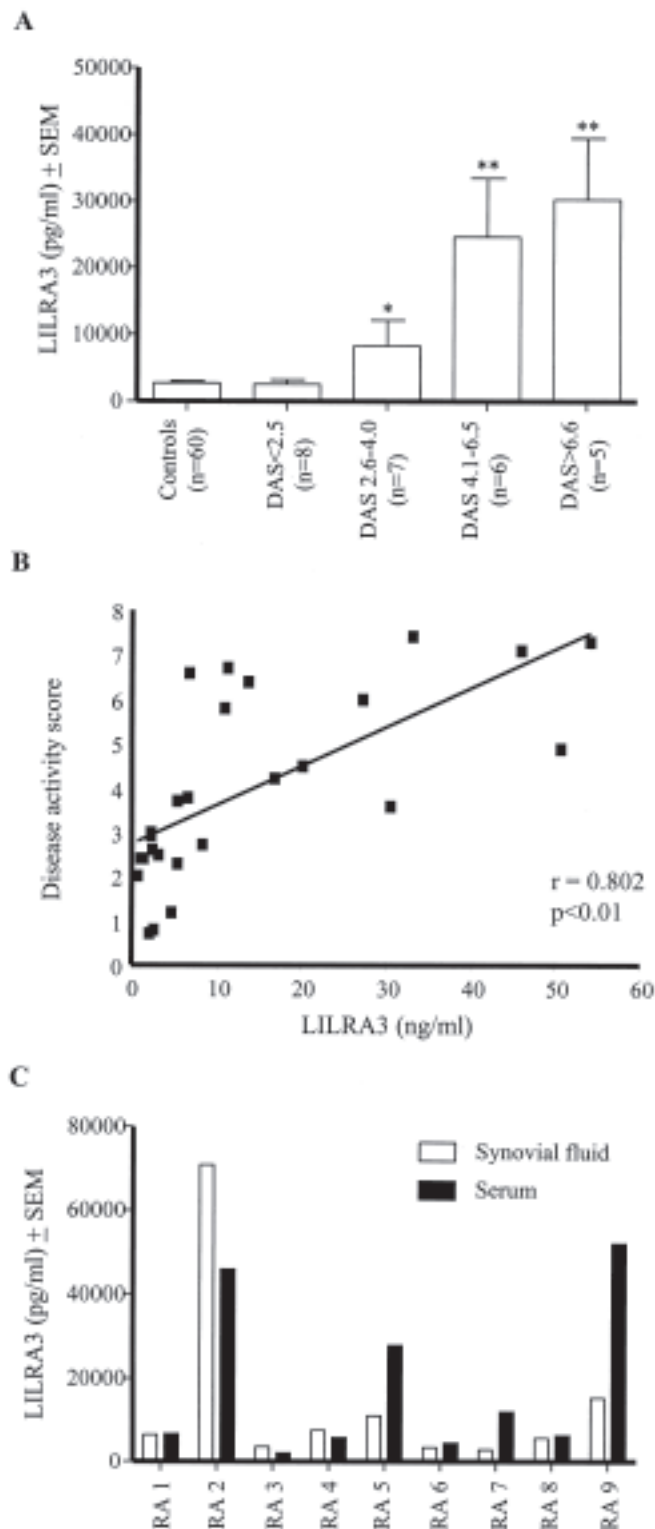 A
LILRA3 (pg/ml) ± SEM
50000
40000
30000
20000
10000
0
*
**
**
Controls
(n=60)
DAS<2.5
(n=8)
DAS 2.6-4.0
(n=7)
DAS 4.1-6.5
(n=6)
DAS>6.6
(n=5)
B
Disease activity score
8
7
6
5
4
3
2
1
0
r = 0.802
p<0.01
0 10 20 30 40 50 60
LILRA3 (ng/ml)
C
LILRA3 (pg/ml) ± SEM
80000
60000
40000
20000
0
Synovial fluid
Serum
RA 1
RA 2
RA 3
RA 4
RA 5
RA 6
RA 7
RA 8
RA 9